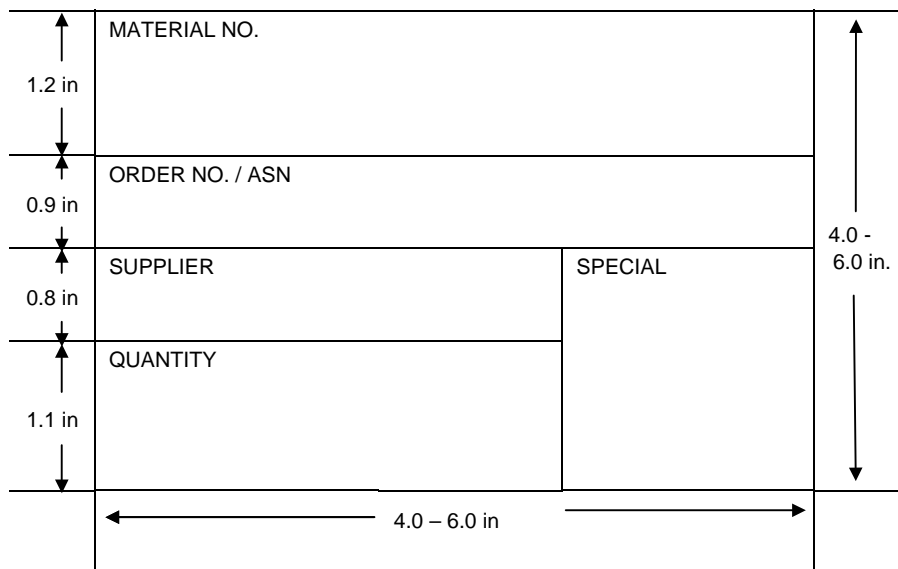 MATERIAL NO.
1.2 in
ORDER NO. / ASN
0.9 in
4.0 -
6.0 in.
SUPPLIER
SPECIAL
0.8 in
QUANTITY
1.1 in
4.0 – 6.0 in